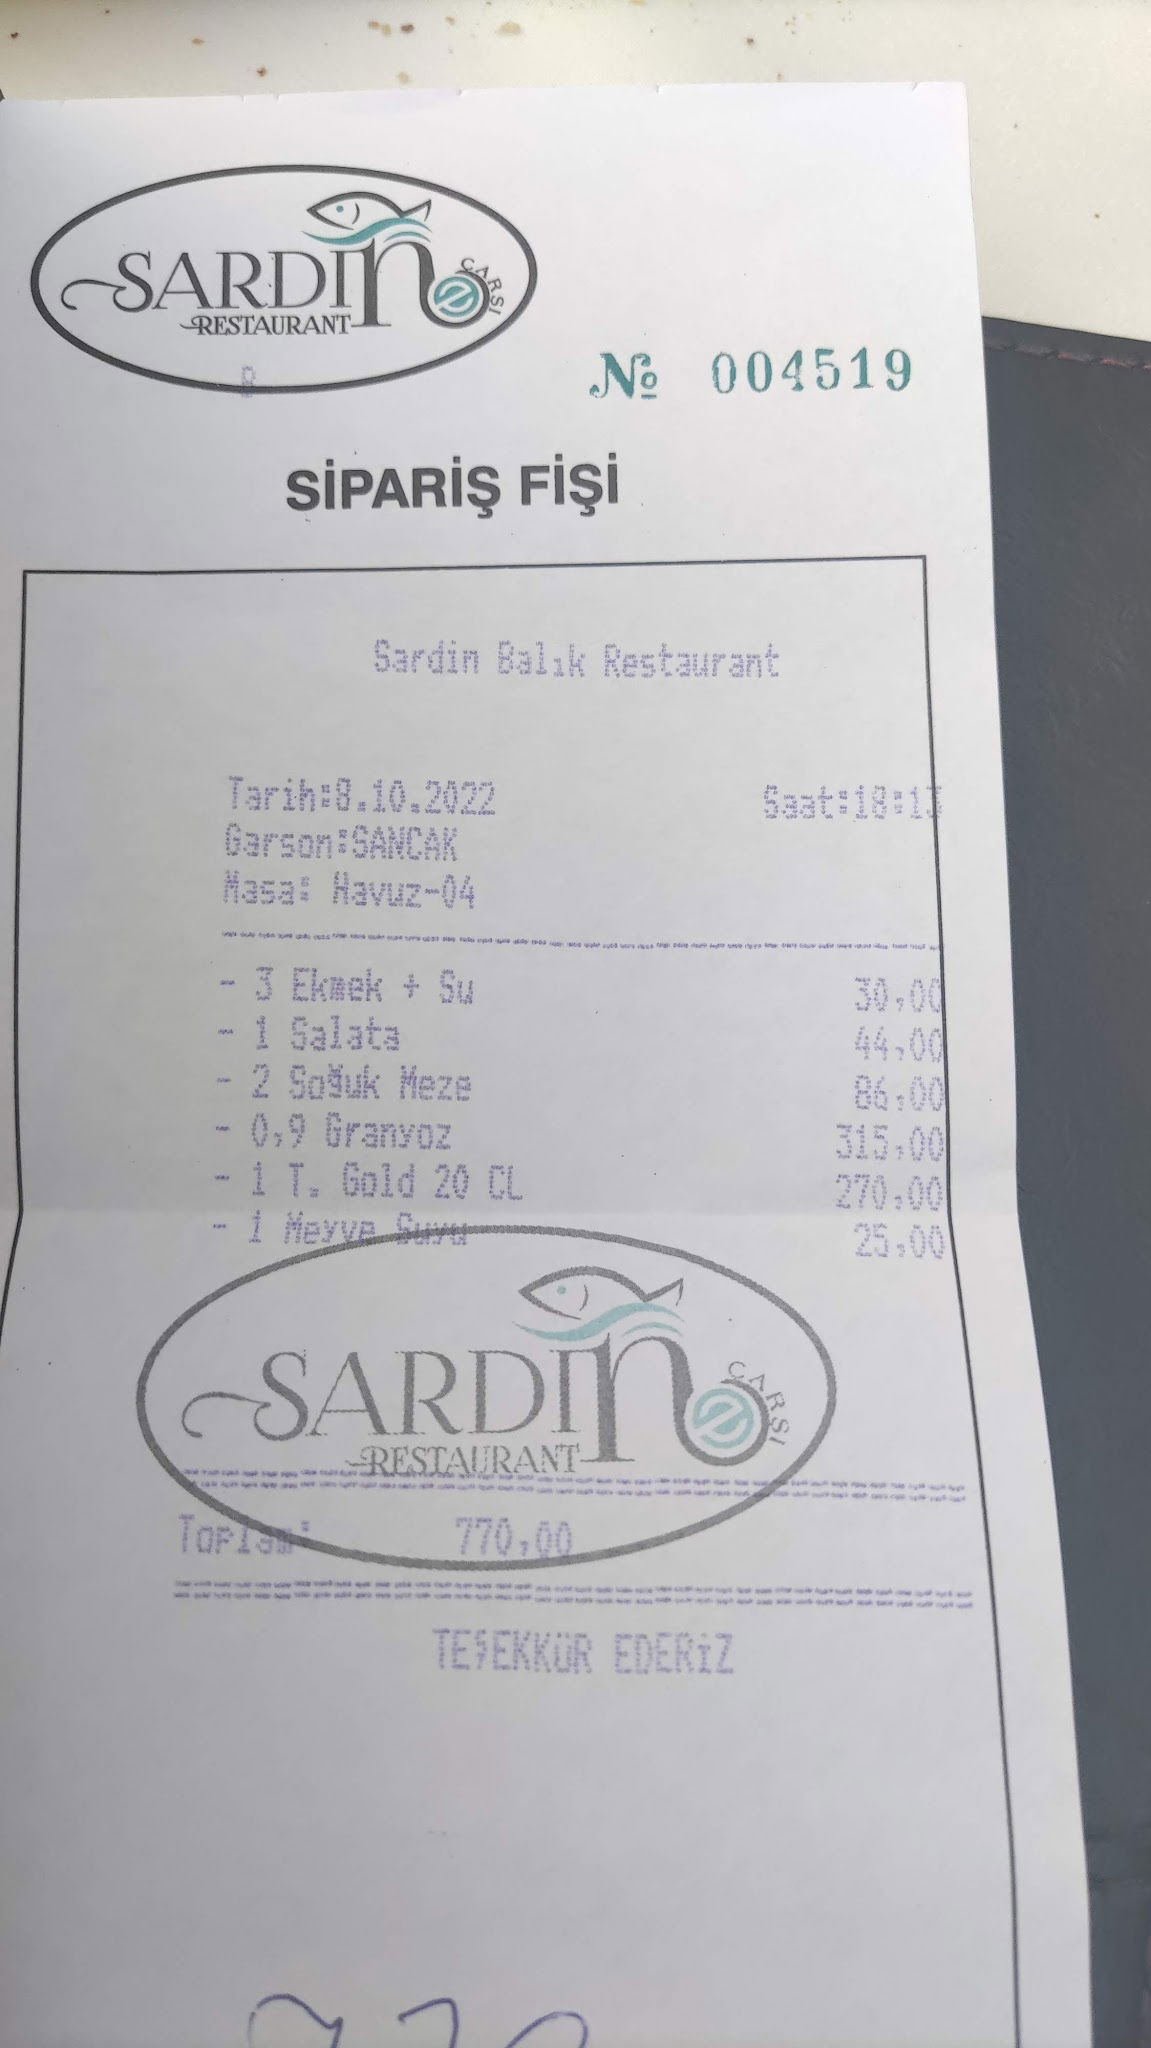 SARDİN
ÇARŞI
RESTAURANT
№ 004519
SİPARİŞ FİŞİ
Sardin Balık Restaurant
Tarih:8.10.2022
Garson:SANCAK
Masa: Havuz-04
- 3 Ekmek + Su 30,00
- 1 Salata 44,00
- 2 Soğuk Meze 86,00
- 0,9 Granyoz 315,00
- 1 T. Gold 20 CL 270,00
- 1 Meyve Suyu 25,00
SARDİN
ÇARŞI
RESTAURANT
Toplam: 770,00
TEŞEKKÜR EDERİZ